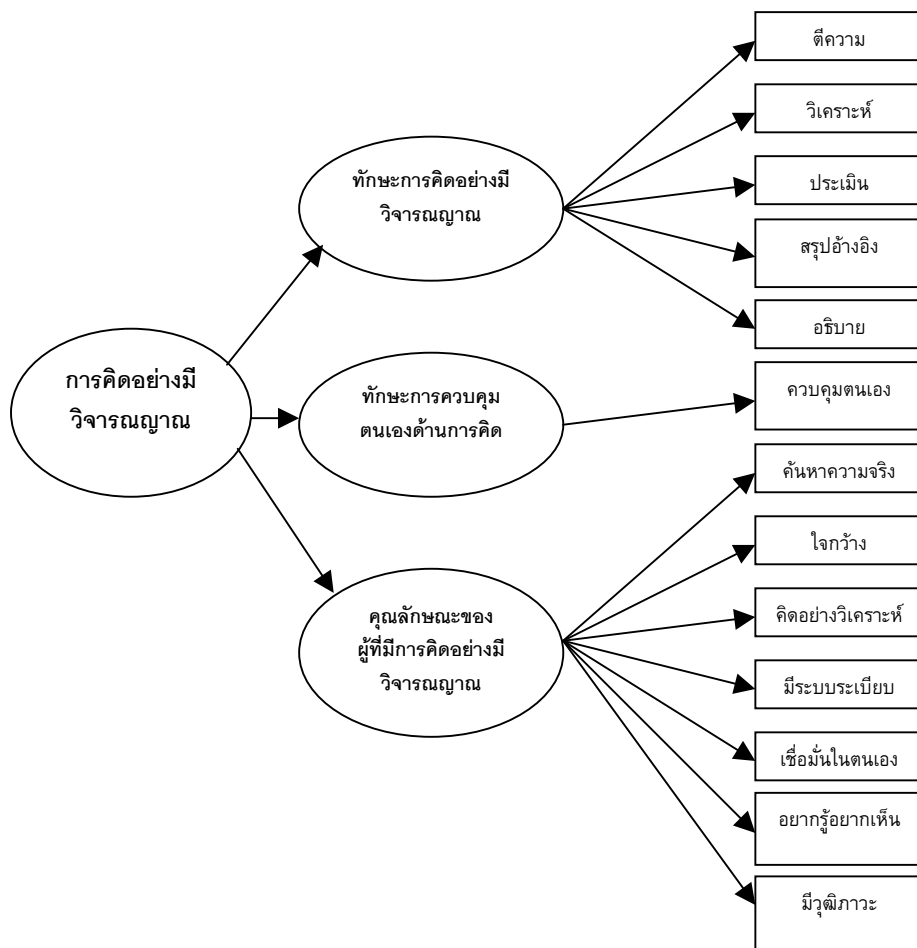 การคิดอย่างมี
วิจารณญาณ
ทักษะการคิดอย่างมี
วิจารณญาณ
ตีความ
วิเคราะห์
ประเมิน
สรุปอ้างอิง
อธิบาย
ทักษะการควบคุม
ตนเองด้านการคิด
ควบคุมตนเอง
คุณลักษณะของ
ผู้ที่มีการคิดอย่างมี
วิจารณญาณ
ค้นหาความจริง
ใจกว้าง
คิดอย่างวิเคราะห์
มีระบบระเบียบ
เชื่อมั่นในตนเอง
อยากรู้อยากเห็น
มีวุฒิภาวะ